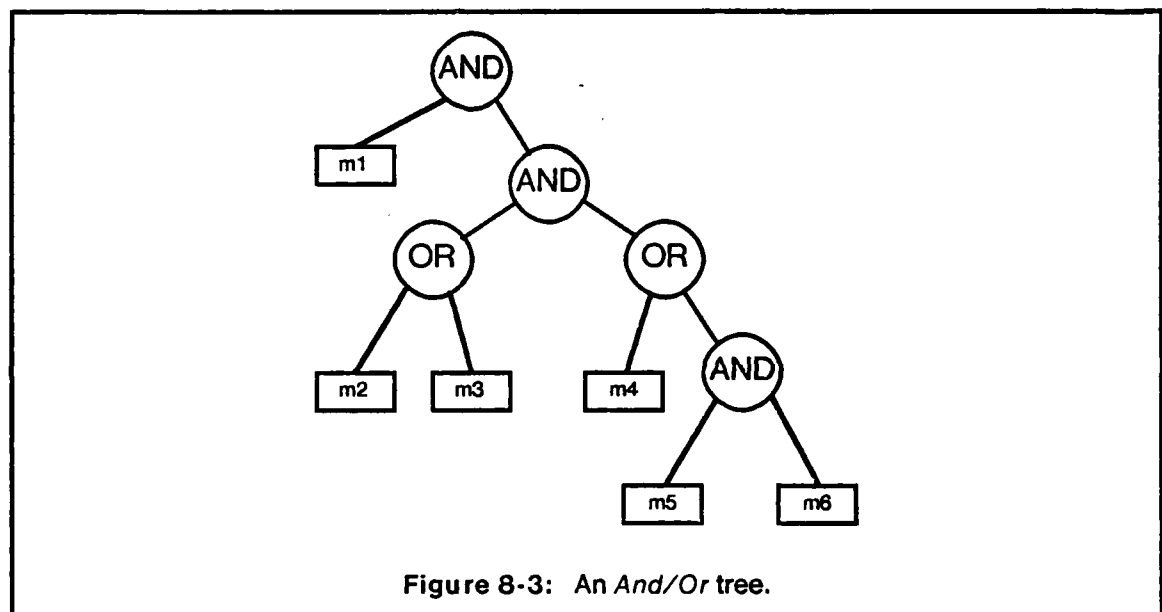 AND
m1
AND
OR
OR
m2
m3
m4
AND
m5
m6
Figure 8-3: An And/Or tree.